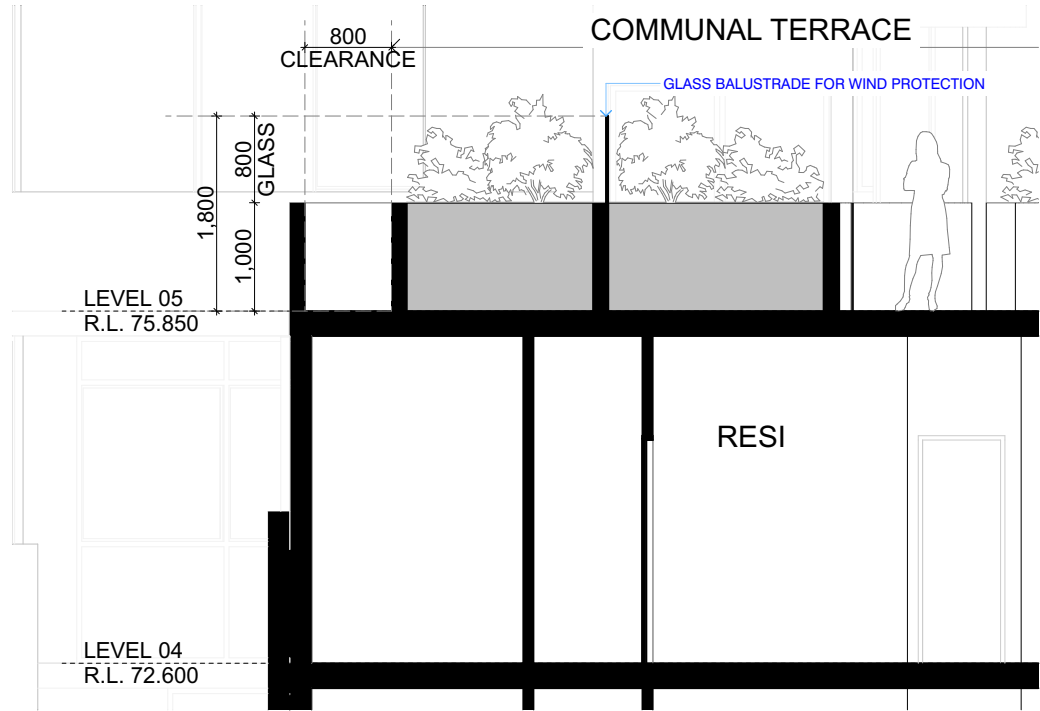 COMMUNAL TERRACE
800
CLEARANCE
GLASS BALUSTRADE FOR WIND PROTECTION
800
GLASS
1,800
1,000
LEVEL 05
R.L. 75.850
RESI
LEVEL 04
R.L. 72.600